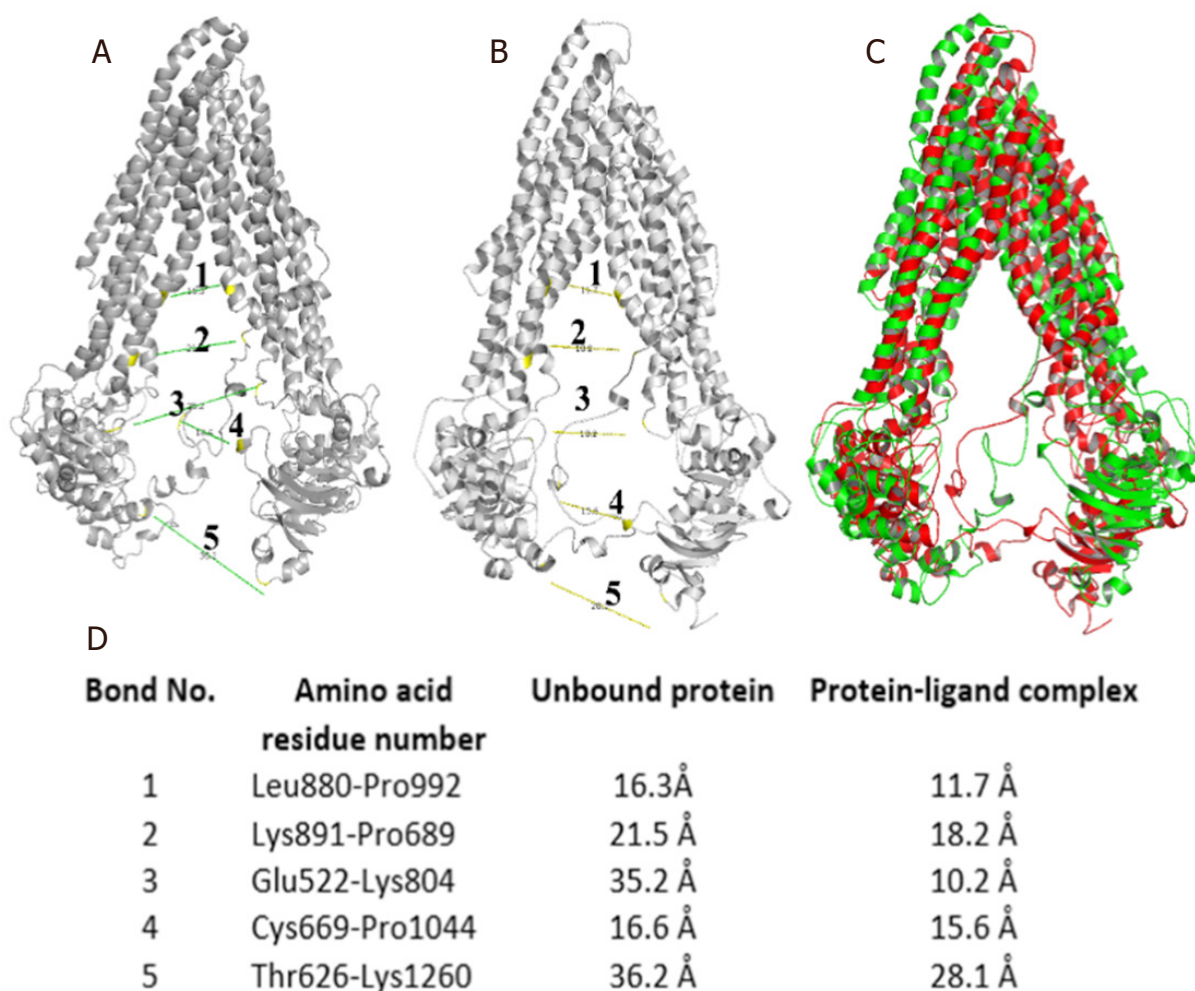 A
B
C
1
2
3
4
5
1
2
3
4
5
D
Bond No. Amino acid residue number Unbound protein Protein-ligand complex
1 Leu880-Pro992 16.3Å 11.7 Å
2 Lys891-Pro689 21.5 Å 18.2 Å
3 Glu522-Lys804 35.2 Å 10.2 Å
4 Cys669-Pro1044 16.6 Å 15.6 Å
5 Thr626-Lys1260 36.2 Å 28.1 Å